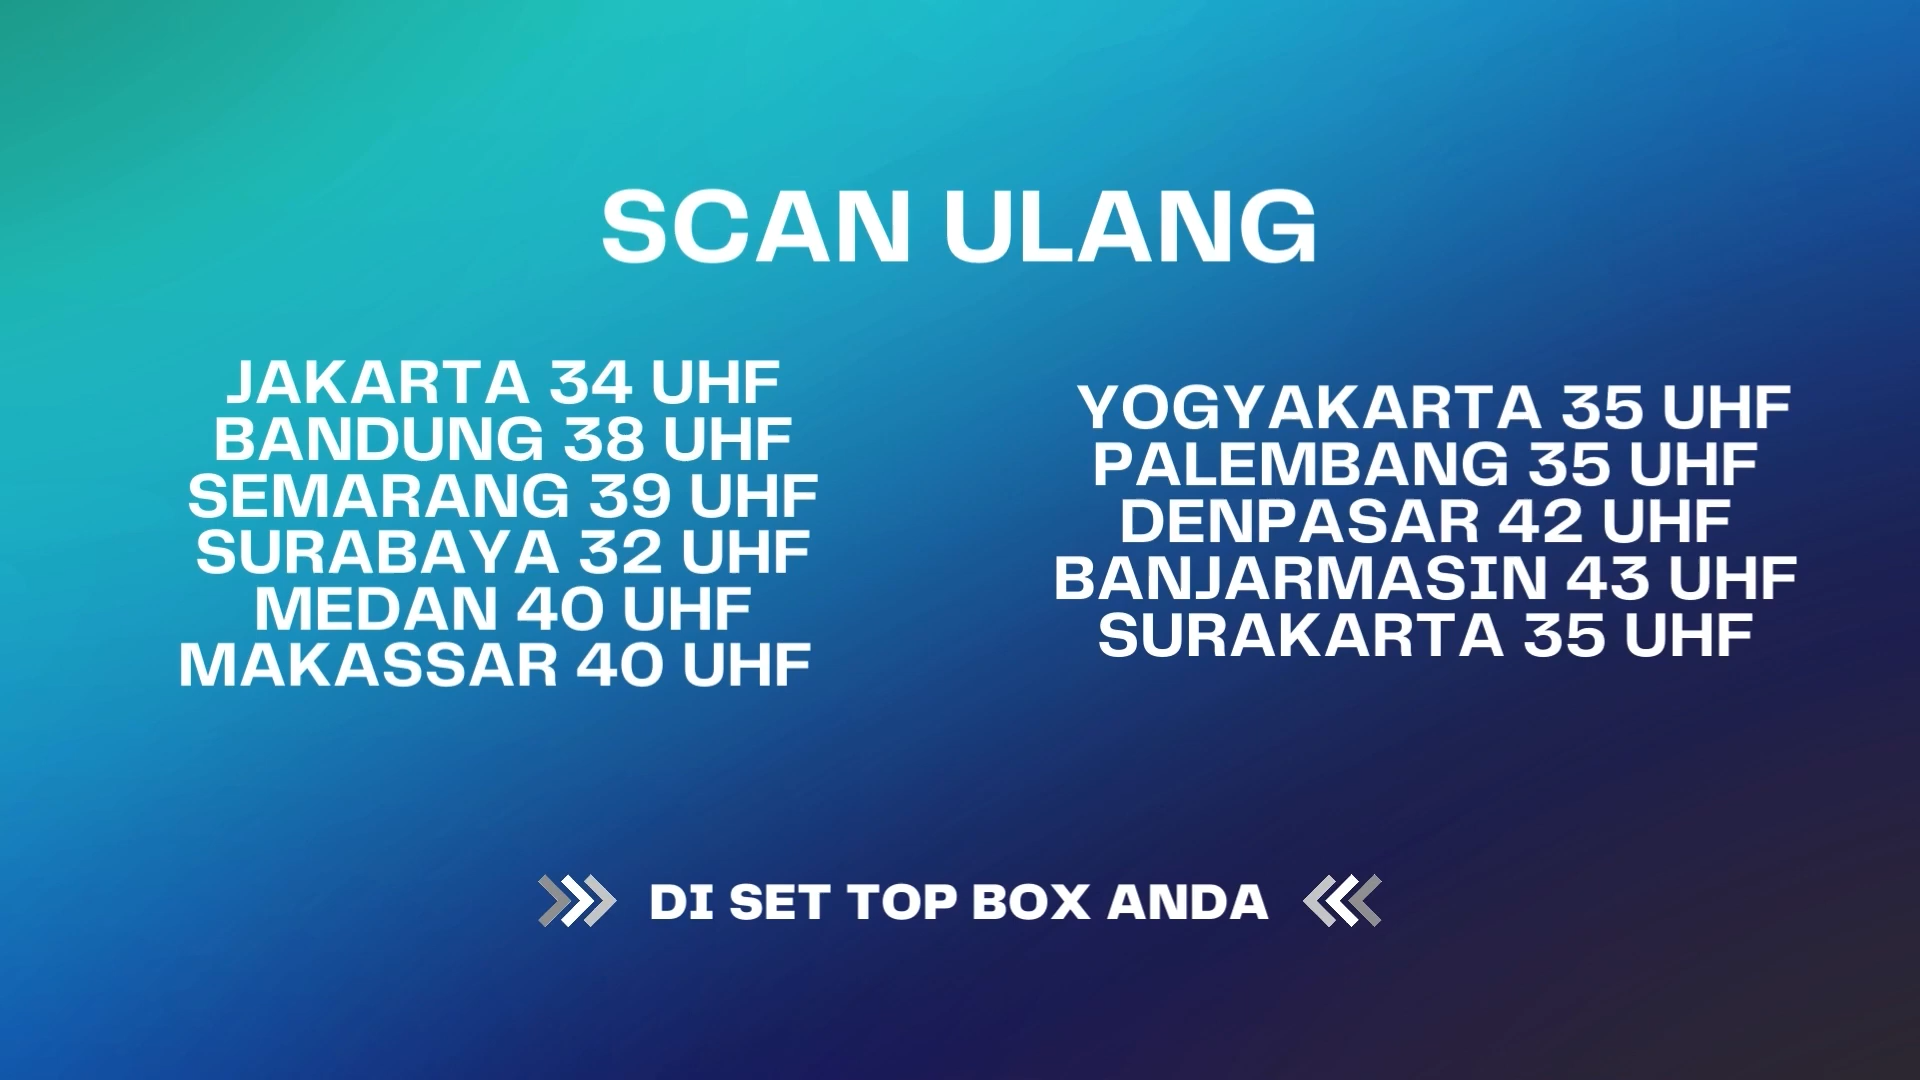 SCAN ULANG
JAKARTA 34 UHF
BANDUNG 38 UHF
SEMARANG 39 UHF
SURABAYA 32 UHF
MEDAN 40 UHF
MAKASSAR 40 UHF
YOGYAKARTA 35 UHF
PALEMBANG 35 UHF
DENPASAR 42 UHF
BANJARMASIN 43 UHF
SURAKARTA 35 UHF
DI SET TOP BOX ANDA